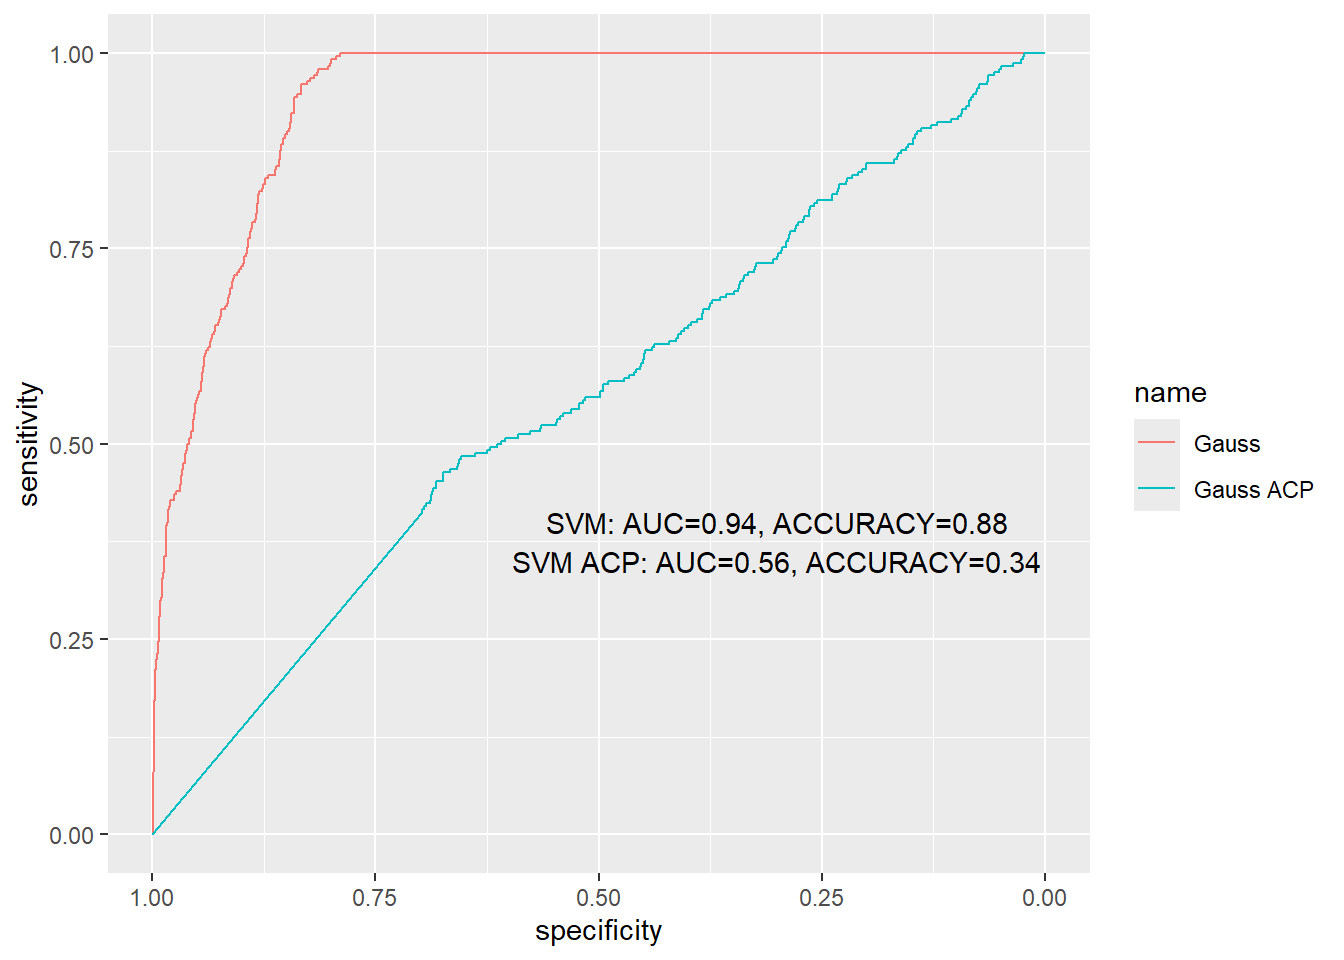 1.00
0.75
0.50
0.25
0.00
sensitivity
SVM: AUC=0.94, ACCURACY=0.88
SVM ACP: AUC=0.56, ACCURACY=0.34
1.00 0.75 0.50 0.25 0.00
specificity
name
Gauss
Gauss ACP